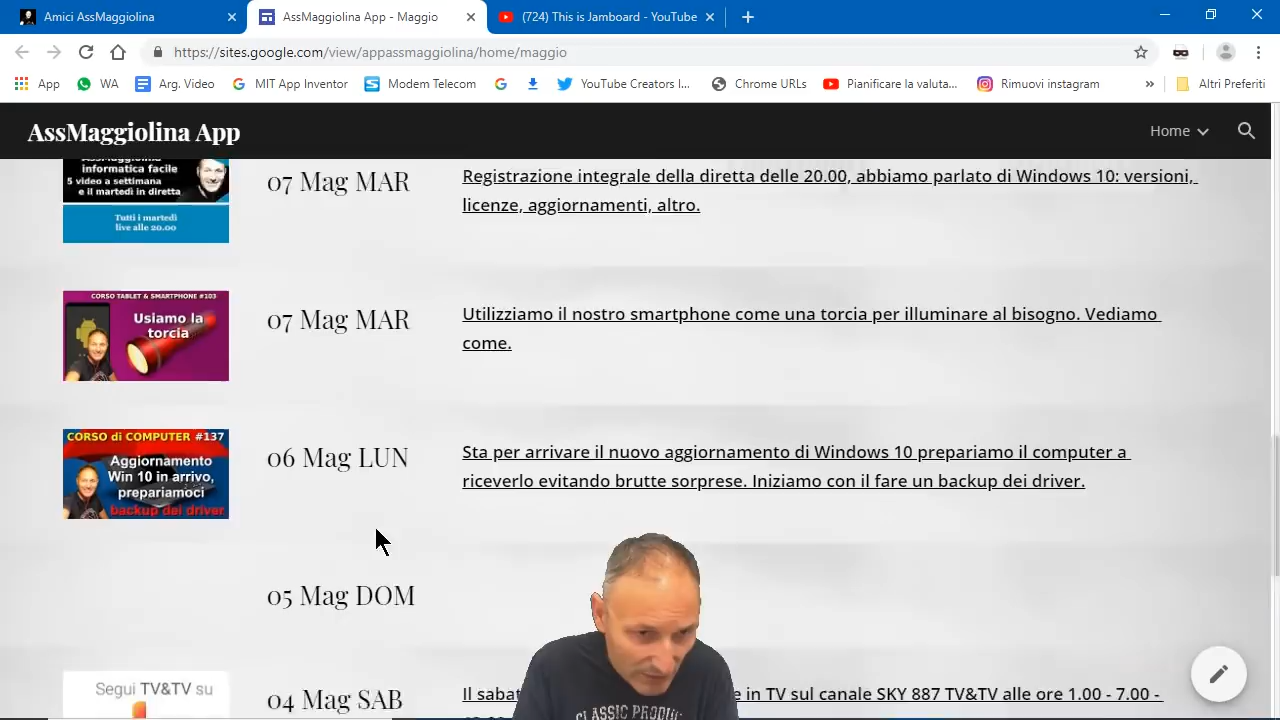 Amici AssMaggiolina
AssMaggiolina App - Maggio
(724) This is Jamboard - YouTube
https://sites.google.com/view/appassmaggiolina/home/maggio
App
WA
Arg. Video
MIT App Inventor
Modem Telecom
YouTube Creators I...
Chrome URLs
Pianificare la valuta...
Rimuovi instagram
»
Altri Preferiti
AssMaggiolina App
Home
informatica facile
5 video a settimana
e il martedì in diretta
Tutti i martedì
live alle 20.00
07 Mag MAR
Registrazione integrale della diretta delle 20.00, abbiamo parlato di Windows 10: versioni,
licenze, aggiornamenti, altro.
CORSO TABLET & SMARTPHONE #103
Usiamo la
torcia
07 Mag MAR
Utilizziamo il nostro smartphone come una torcia per illuminare al bisogno. Vediamo
come.
CORSO di COMPUTER #137
Aggiornamento
Win 10 in arrivo,
prepariamoci
backup dei driver
06 Mag LUN
Sta per arrivare il nuovo aggiornamento di Windows 10 prepariamo il computer a
riceverlo evitando brutte sorprese. Iniziamo con il fare un backup dei driver.
05 Mag DOM
Segui TV&TV su
04 Mag SAB
Il sabat
e in TV sul canale SKY 887 TV&TV alle ore 1.00 - 7.00 -
CLASSIC PRODU